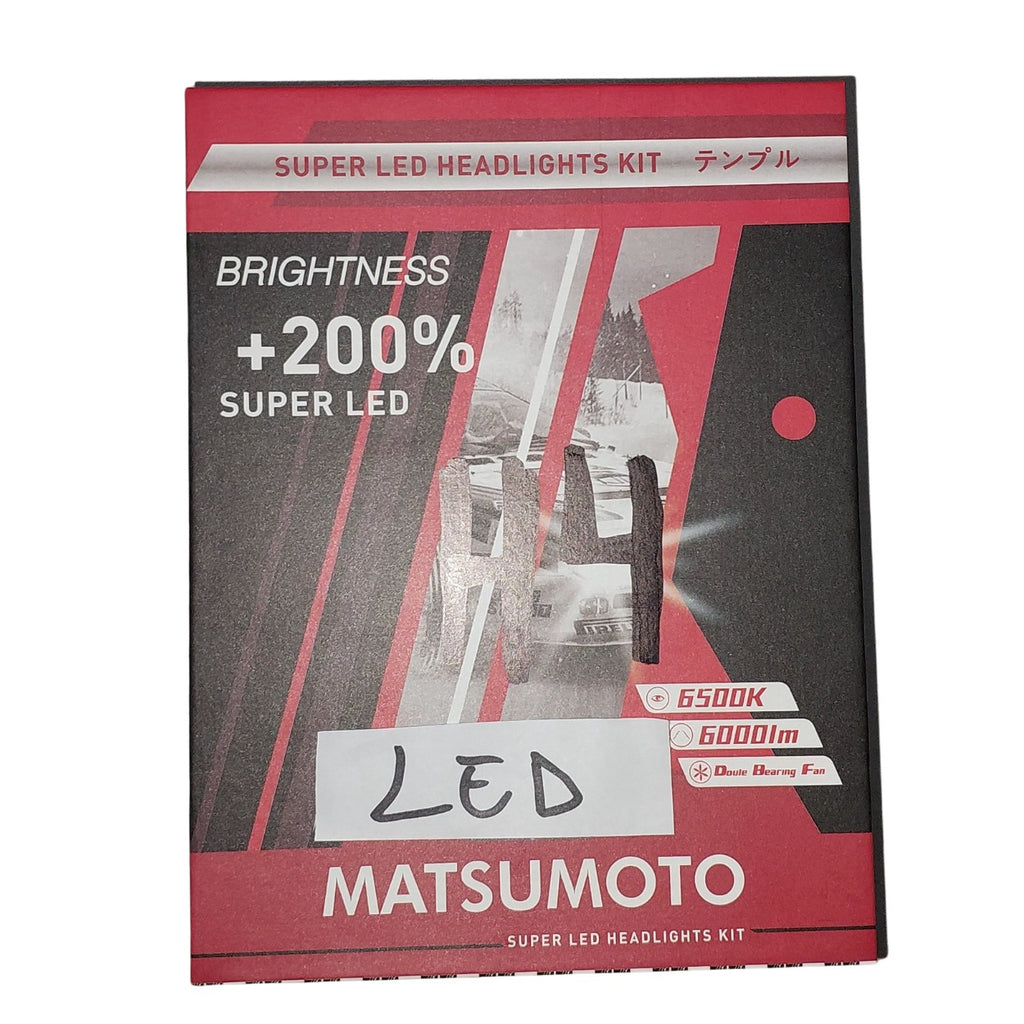 SUPER LED HEADLIGHTS KIT テンプル
BRIGHTNESS
+200%
SUPER LED
H4
6500K
6000lm
Doule Bearing Fan
LED
MATSUMOTO
SUPER LED HEADLIGHTS KIT